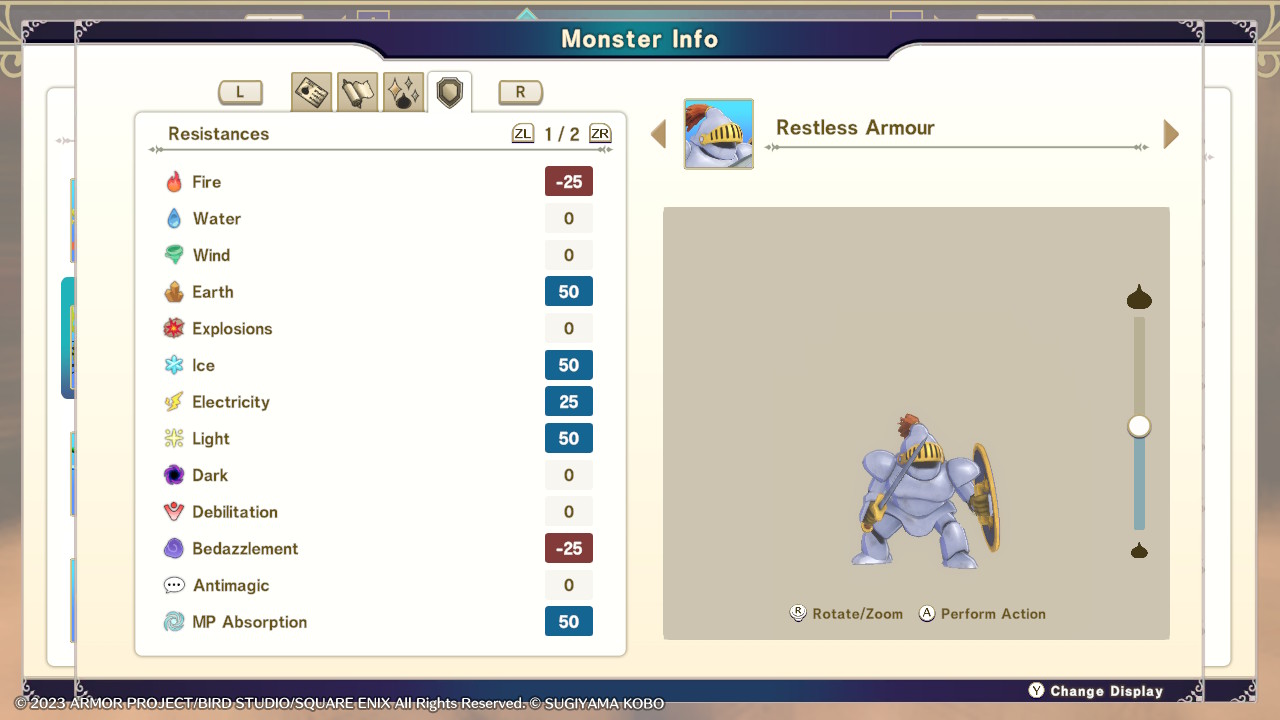 Monster Info
L
R
Resistances
ZL 1 / 2 ZR
Fire -25
Water 0
Wind 0
Earth 50
Explosions 0
Ice 50
Electricity 25
Light 50
Dark 0
Debilitation 0
Bedazzlement -25
Antimagic 0
MP Absorption 50
Restless Armour
R Rotate/Zoom A Perform Action
Y Change Display
© 2023 ARMOR PROJECT/BIRD STUDIO/SQUARE ENIX All Rights Reserved. © SUGIYAMA KOBO